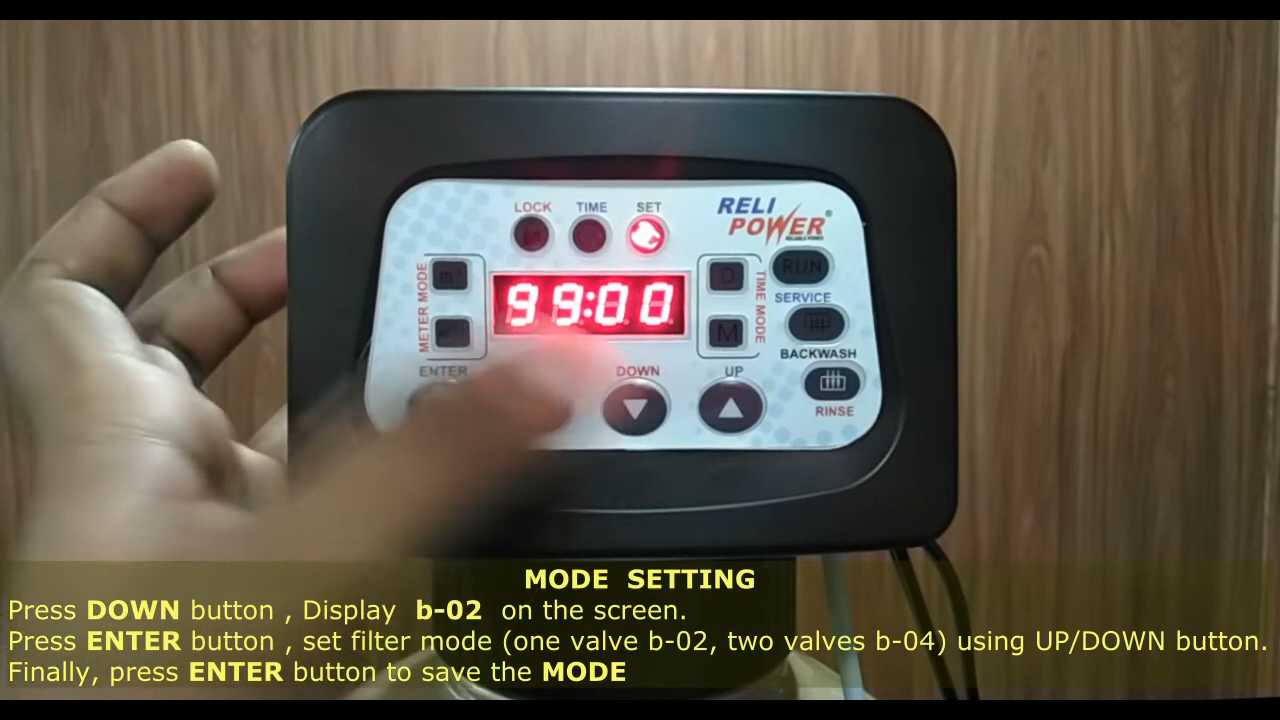 LOCK TIME SET
RELI
POWER®
RELIABLE POWER
METER MODE
99:00
D
M
TIME MODE
RUN
SERVICE
BACKWASH
RINSE
ENTER
DOWN
UP
MODE SETTING
Press DOWN button , Display b-02 on the screen.
Press ENTER button , set filter mode (one valve b-02, two valves b-04) using UP/DOWN button.
Finally, press ENTER button to save the MODE